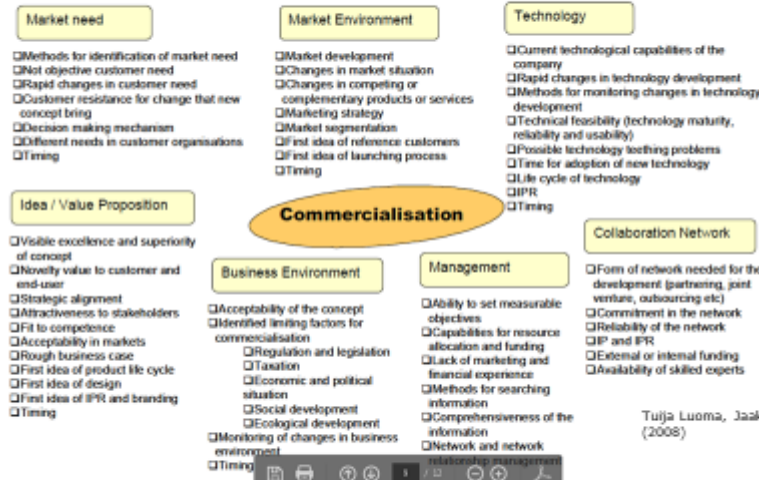 Market need
❑Methods for identification of market need
❑Not objective customer need
❑Rapid changes in customer need
❑Customer resistance for change that new
concept bring
❑Decision making mechanism
❑Different needs in customer organisations
❑Timing
Market Environment
❑Market development
❑Changes in market situation
❑Changes in competing or
complementary products or services
❑Marketing strategy
❑Market segmentation
❑First idea of reference customers
❑First idea of launching process
❑Timing
Technology
❑Current technological capabilities of the
company
❑Rapid changes in technology development
❑Methods for monitoring changes in technology
development
❑Technical feasibility (technology maturity,
reliability and usability)
❑Possible technology teething problems
❑Time for adoption of new technology
❑Life cycle of technology
❑IPR
❑Timing
Idea / Value Proposition
❑Visible excellence and superiority
of concept
❑Novelty value to customer and
end-user
❑Strategic alignment
❑Attractiveness to stakeholders
❑Fit to competence
❑Acceptability in markets
❑Rough business case
❑First idea of product life cycle
❑First idea of design
❑First idea of IPR and branding
❑Timing
Commercialisation
Business Environment
❑Acceptability of the concept
❑Identified limiting factors for
commercialisation
❑Regulation and legislation
❑Taxation
❑Economic and political
situation
❑Social development
❑Ecological development
❑Monitoring of changes in business
environment
❑Timing
Management
❑Ability to set measurable
objectives
❑Capabilities for resource
allocation and funding
❑Lack of marketing and
financial experience
❑Methods for searching
information
❑Comprehensiveness of the
information
❑Network and network
relationship management
Collaboration Network
❑Form of network needed for the
development (partnering, joint
venture, outsourcing etc)
❑Commitment in the network
❑Reliability of the network
❑IP and IPR
❑External or internal funding
❑Availability of skilled experts
Tuija Luoma, Jaak
(2008)
/ 12